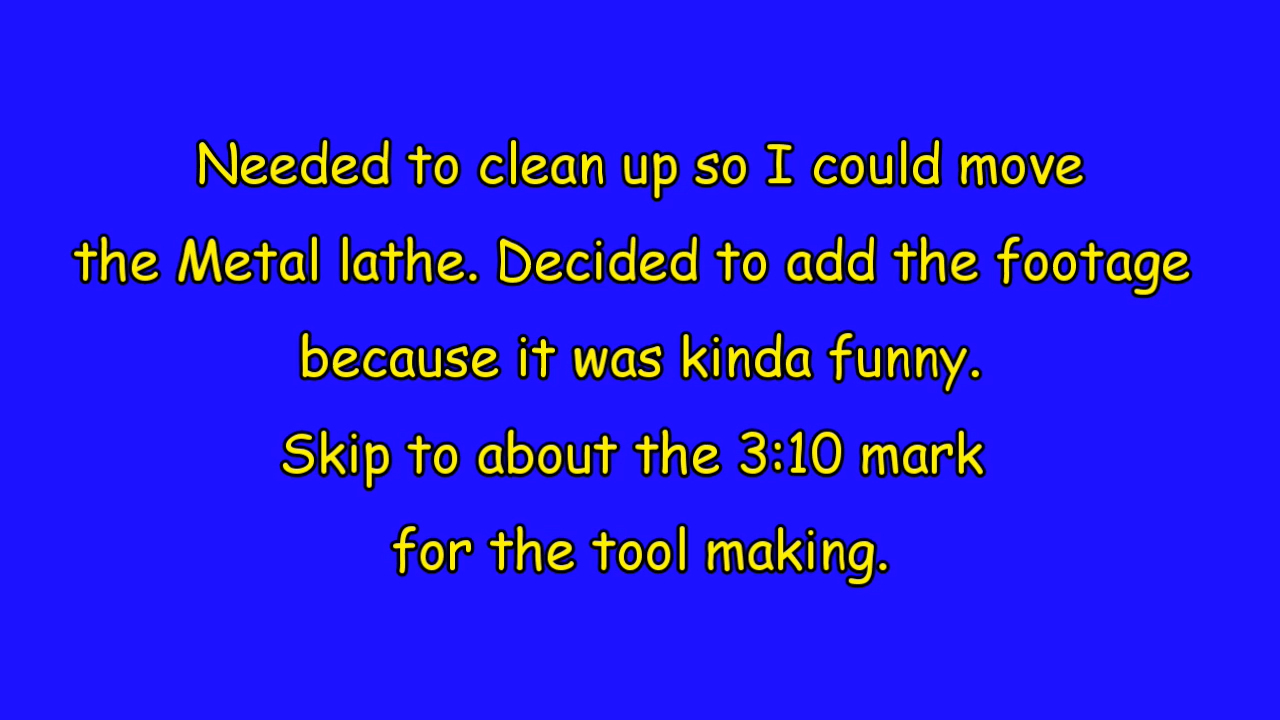 Needed to clean up so I could move
the Metal lathe. Decided to add the footage
because it was kinda funny.
Skip to about the 3:10 mark
for the tool making.